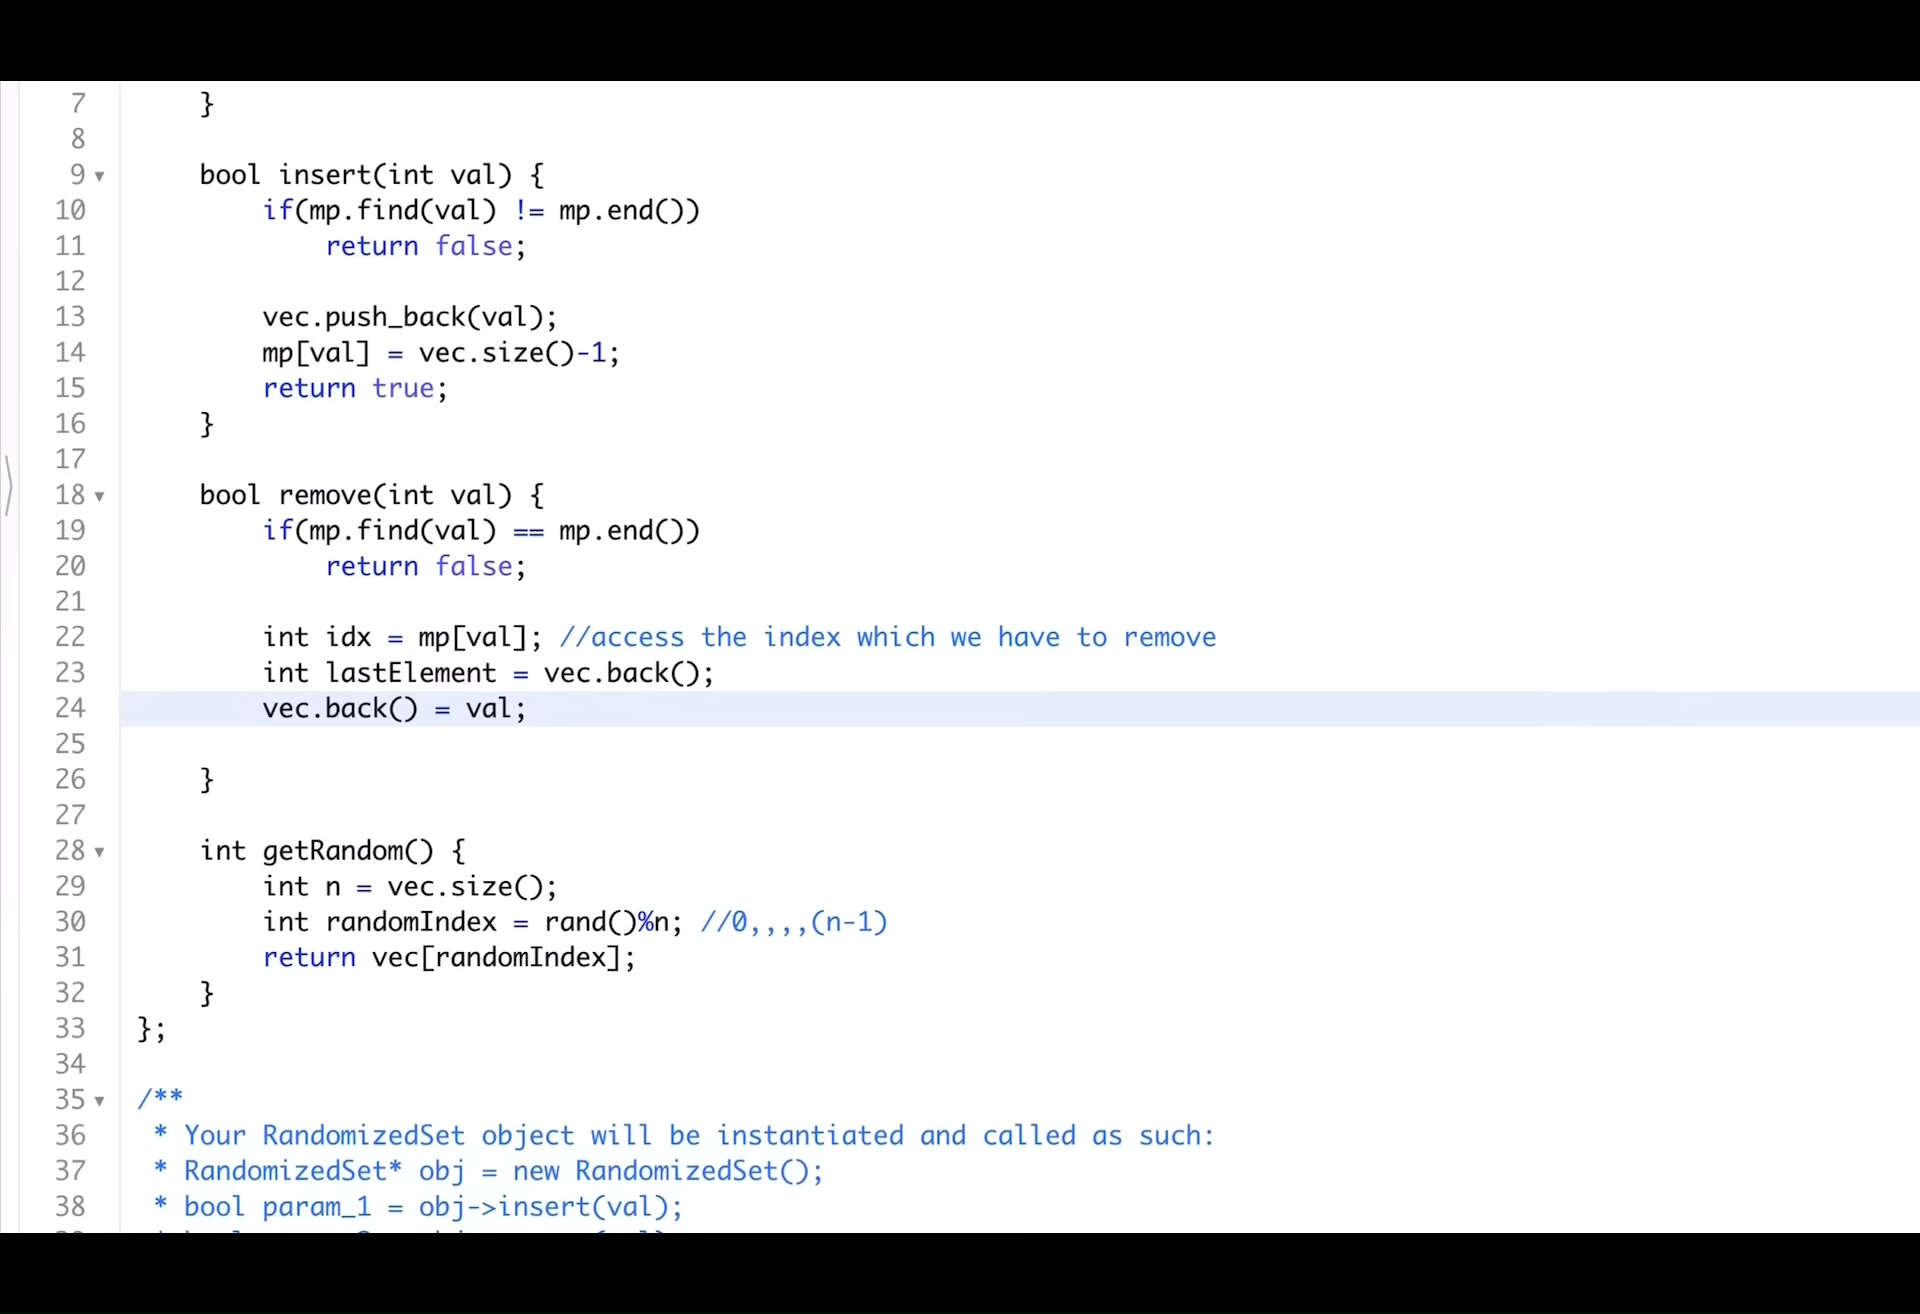 7 }
8
9 bool insert(int val) {
10 if(mp.find(val) != mp.end())
11 return false;
12
13 vec.push_back(val);
14 mp[val] = vec.size()-1;
15 return true;
16 }
17
18 bool remove(int val) {
19 if(mp.find(val) == mp.end())
20 return false;
21
22 int idx = mp[val]; //access the index which we have to remove
23 int lastElement = vec.back();
24 vec.back() = val;
25
26 }
27
28 int getRandom() {
29 int n = vec.size();
30 int randomIndex = rand()%n; //0,,,,(n-1)
31 return vec[randomIndex];
32 }
33 };
34
35 /**
36 * Your RandomizedSet object will be instantiated and called as such:
37 * RandomizedSet* obj = new RandomizedSet();
38 * bool param_1 = obj->insert(val);